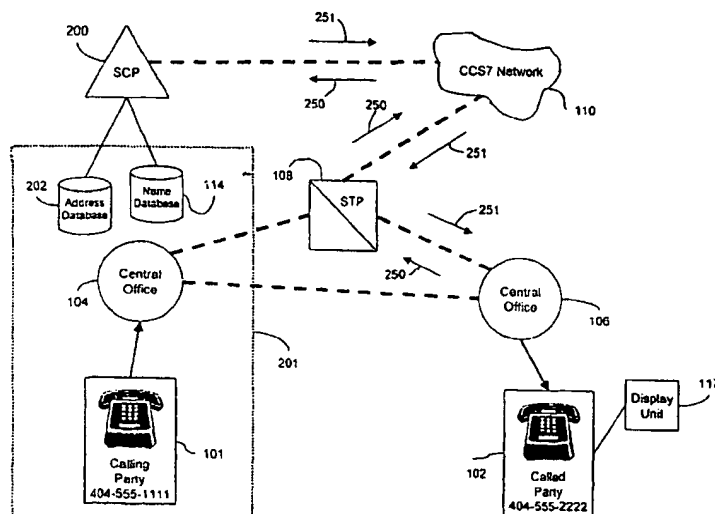 200
SCP
251
250
CCS7 Network
110
250
251
108
STP
251
250
202
Address
Database
Name
Database
114
104
Central
Office
Central
Office
106
201
101
Calling
Party
404-555-1111
102
Called
Party
404-555-2222
Display
Unit